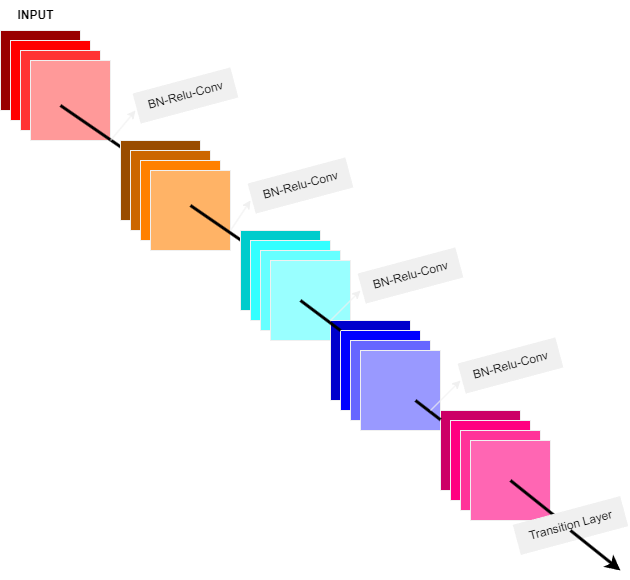 INPUT
BN-Relu-Conv
BN-Relu-Conv
BN-Relu-Conv
BN-Relu-Conv
Transition Layer